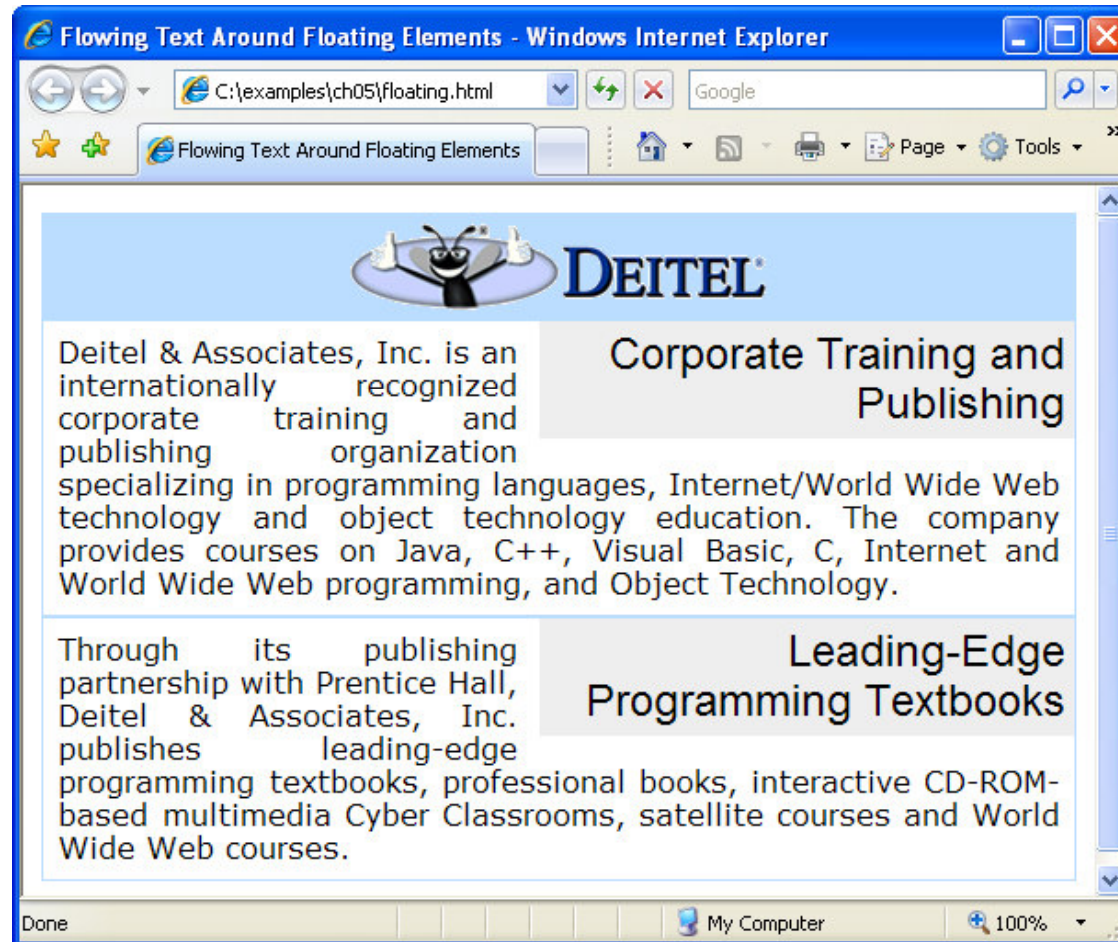 Flowing Text Around Floating Elements - Windows Internet Explorer
C:\examples\ch05\floating.html
Google
Flowing Text Around Floating Elements
Page
Tools
DEITEL®
Corporate Training and
Publishing
Deitel & Associates, Inc. is an
internationally recognized
corporate training and
publishing organization
specializing in programming languages, Internet/World Wide Web
technology and object technology education. The company
provides courses on Java, C++, Visual Basic, C, Internet and
World Wide Web programming, and Object Technology.
Leading-Edge
Programming Textbooks
Through its publishing
partnership with Prentice Hall,
Deitel & Associates, Inc.
publishes leading-edge
programming textbooks, professional books, interactive CD-ROM-
based multimedia Cyber Classrooms, satellite courses and World
Wide Web courses.
Done
My Computer
100%